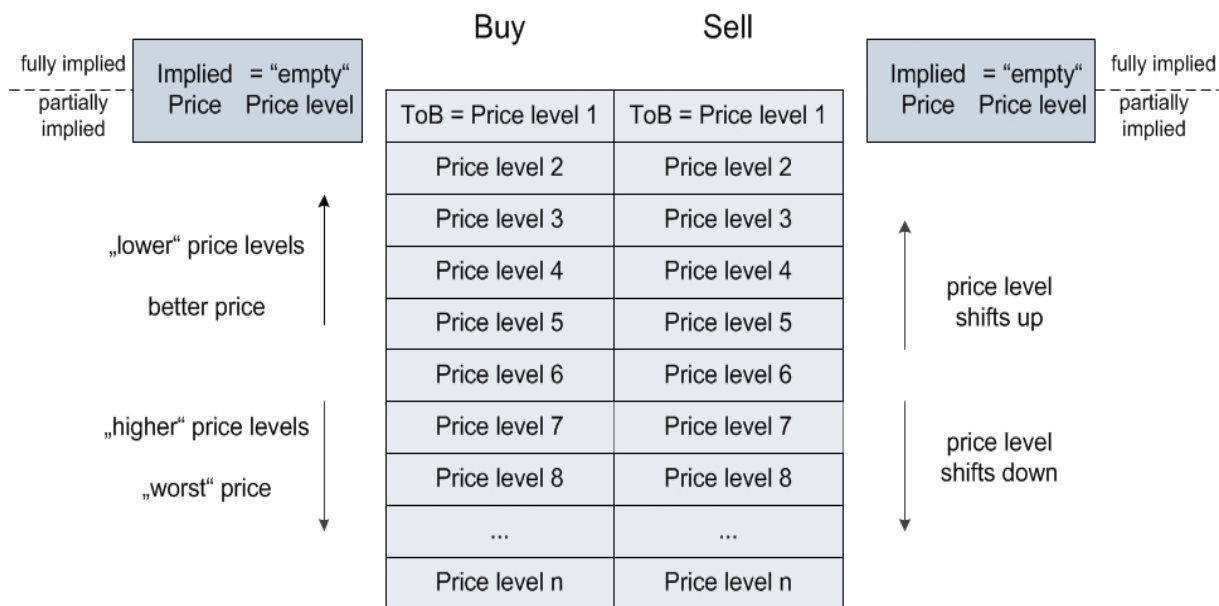 Buy Sell
fully implied
partially
implied
Implied = “empty“
Price Price level
Implied = “empty“
Price Price level
fully implied
partially
implied
ToB = Price level 1 ToB = Price level 1
Price level 2 Price level 2
Price level 3 Price level 3
Price level 4 Price level 4
Price level 5 Price level 5
Price level 6 Price level 6
Price level 7 Price level 7
Price level 8 Price level 8
... ...
Price level n Price level n
„lower“ price levels
better price
„higher“ price levels
„worst“ price
price level
shifts up
price level
shifts down